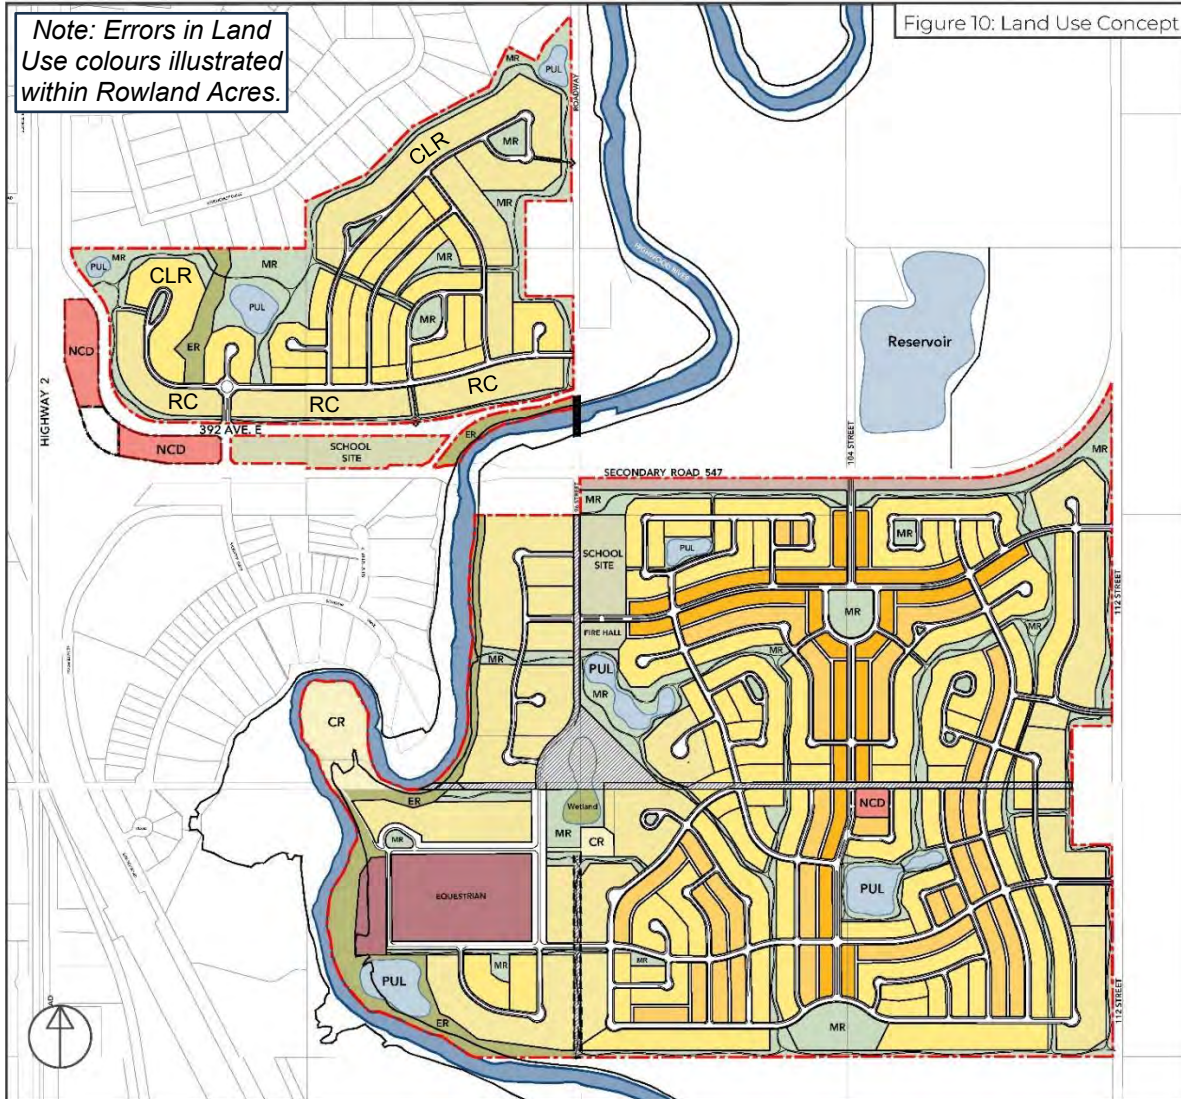 Note: Errors in Land
Use colours illustrated
within Rowland Acres.
Figure 10: Land Use Concept
MR
PUL
ROADWAY
CLR
MR
MR
HIGHWOOD RIVER
PUL
MR
MR
MR
CLR
PUL
MR
Reservoir
NCD
ER
HIGHWAY 2
RC
RC
RC
392 AVE. E
NCD
SCHOOL
SITE
ER
104 STREET
MR
SECONDARY ROAD 547
MR
MR
SCHOOL
SITE
PUL
112 STREET
MR
FIRE HALL
MR
MR
MR
PUL
MR
CR
ER
Wetland
NCD
MR
MR
CR
EQUESTRIAN
PUL
MR
MR
PUL
ER
MR
112 STREET